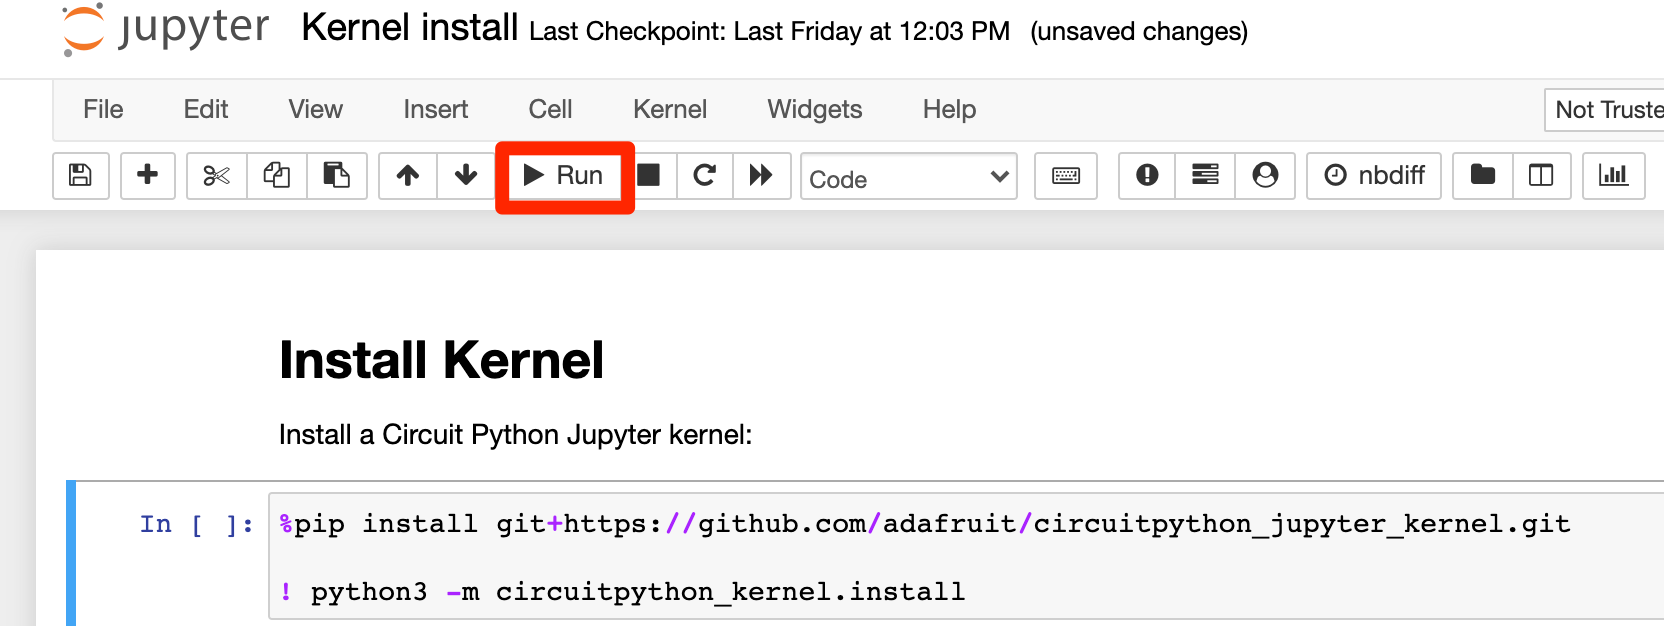 jupyter Kernel install Last Checkpoint: Last Friday at 12:03 PM (unsaved changes)
File Edit View Insert Cell Kernel Widgets Help Not Truste
Run Code nbdiff
Install Kernel
Install a Circuit Python Jupyter kernel:
In [ ]: %pip install git+https://github.com/adafruit/circuitpython_jupyter_kernel.git
! python3 -m circuitpython_kernel.install